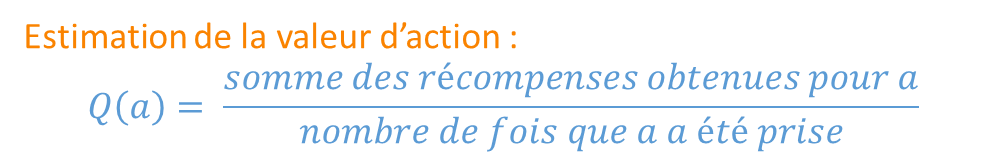 Estimation de la valeur d’action :
somme des récompenses obtenues pour a
Q(a) =
nombre de fois que a a été prise